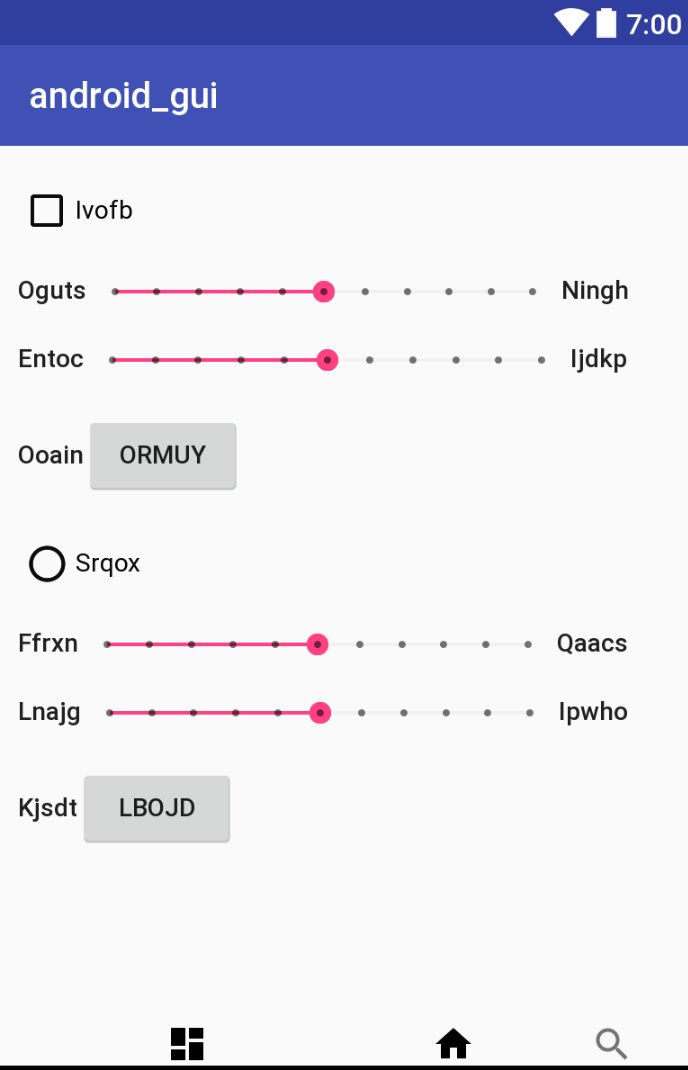 7:00
android_gui
Ivofb
Oguts Ningh
Entoc Ijdkp
Ooain ORMUY
Srqox
Ffrxn Qaacs
Lnajg Ipwho
Kjsdt LBOJD